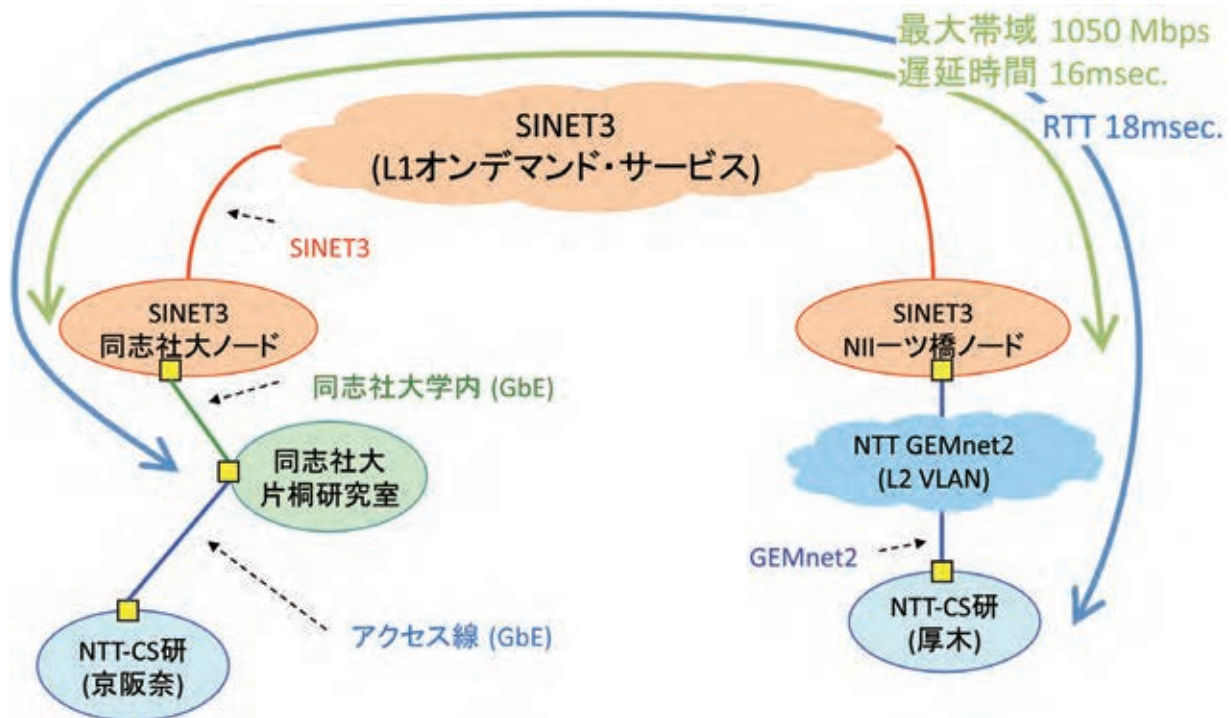 最大帯域 1050 Mbps
遅延時間 16msec.
RTT 18msec.
SINET3
(L1オンデマンド・サービス)
SINET3
SINET3
同志社大ノード
SINET3
NII一ツ橋ノード
同志社大学内 (GbE)
同志社大
片桐研究室
NTT GEMnet2
(L2 VLAN)
GEMnet2
NTT-CS研
(厚木)
アクセス線 (GbE)
NTT-CS研
(京阪奈)